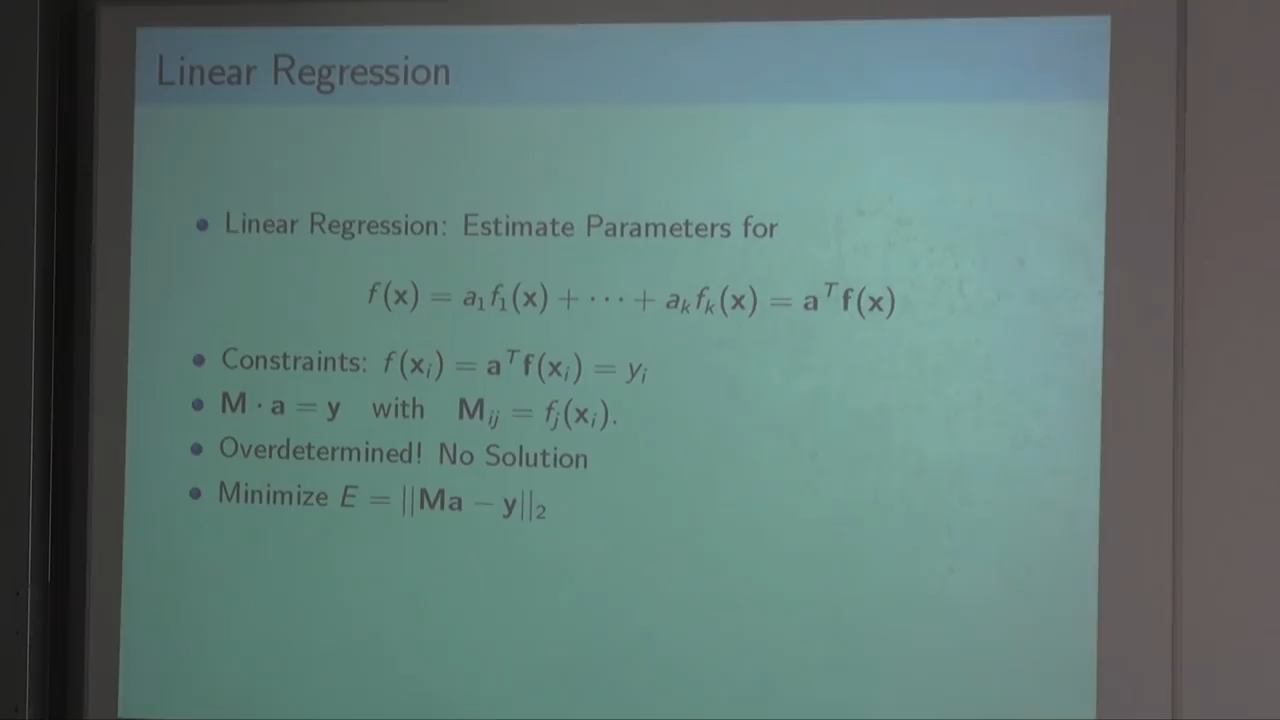 Linear Regression
• Linear Regression: Estimate Parameters for
f(x) = a₁f₁(x) + ⋯ + aₖfₖ(x) = aᵀf(x)
• Constraints: f(xᵢ) = aᵀf(xᵢ) = yᵢ
• M · a = y with Mᵢⱼ = fⱼ(xᵢ).
• Overdetermined! No Solution
• Minimize E = ||Ma − y||₂